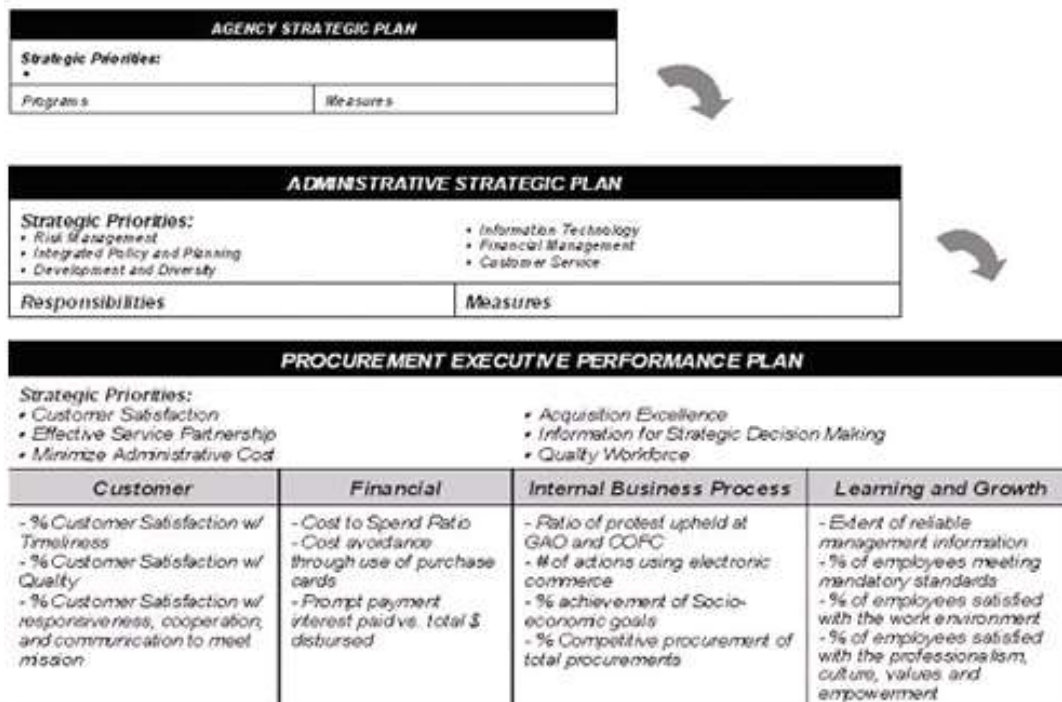 AGENCY STRATEGIC PLAN
Strategic Priorities:
•
Programs
Measures
ADMINISTRATIVE STRATEGIC PLAN
Strategic Priorities:
• Risk Management
• Integrated Policy and Planning
• Development and Diversity
• Information Technology
• Financial Management
• Customer Service
Responsibilities
Measures
PROCUREMENT EXECUTIVE PERFORMANCE PLAN
Strategic Priorities:
• Customer Satisfaction
• Effective Service Partnership
• Minimize Administrative Cost
• Acquisition Excellence
• Information for Strategic Decision Making
• Quality Workforce
Customer
- % Customer Satisfaction w/
Timeliness
- % Customer Satisfaction w/
Quality
- % Customer Satisfaction w/
responsiveness, cooperation,
and communication to meet
mission
Financial
- Cost to Spend Ratio
- Cost avoidance
through use of purchase
cards
- Prompt payment
interest paid vs. total $
disbursed
Internal Business Process
- Ratio of protest upheld at
GAO and COFC
- # of actions using electronic
commerce
- % achievement of Socio-
economic goals
- % Competitive procurement of
total procurements
Learning and Growth
- Extent of reliable
management information
- % of employees meeting
mandatory standards
- % of employees satisfied
with the work environment
- % of employees satisfied
with the professionalism,
culture, values and
empowerment